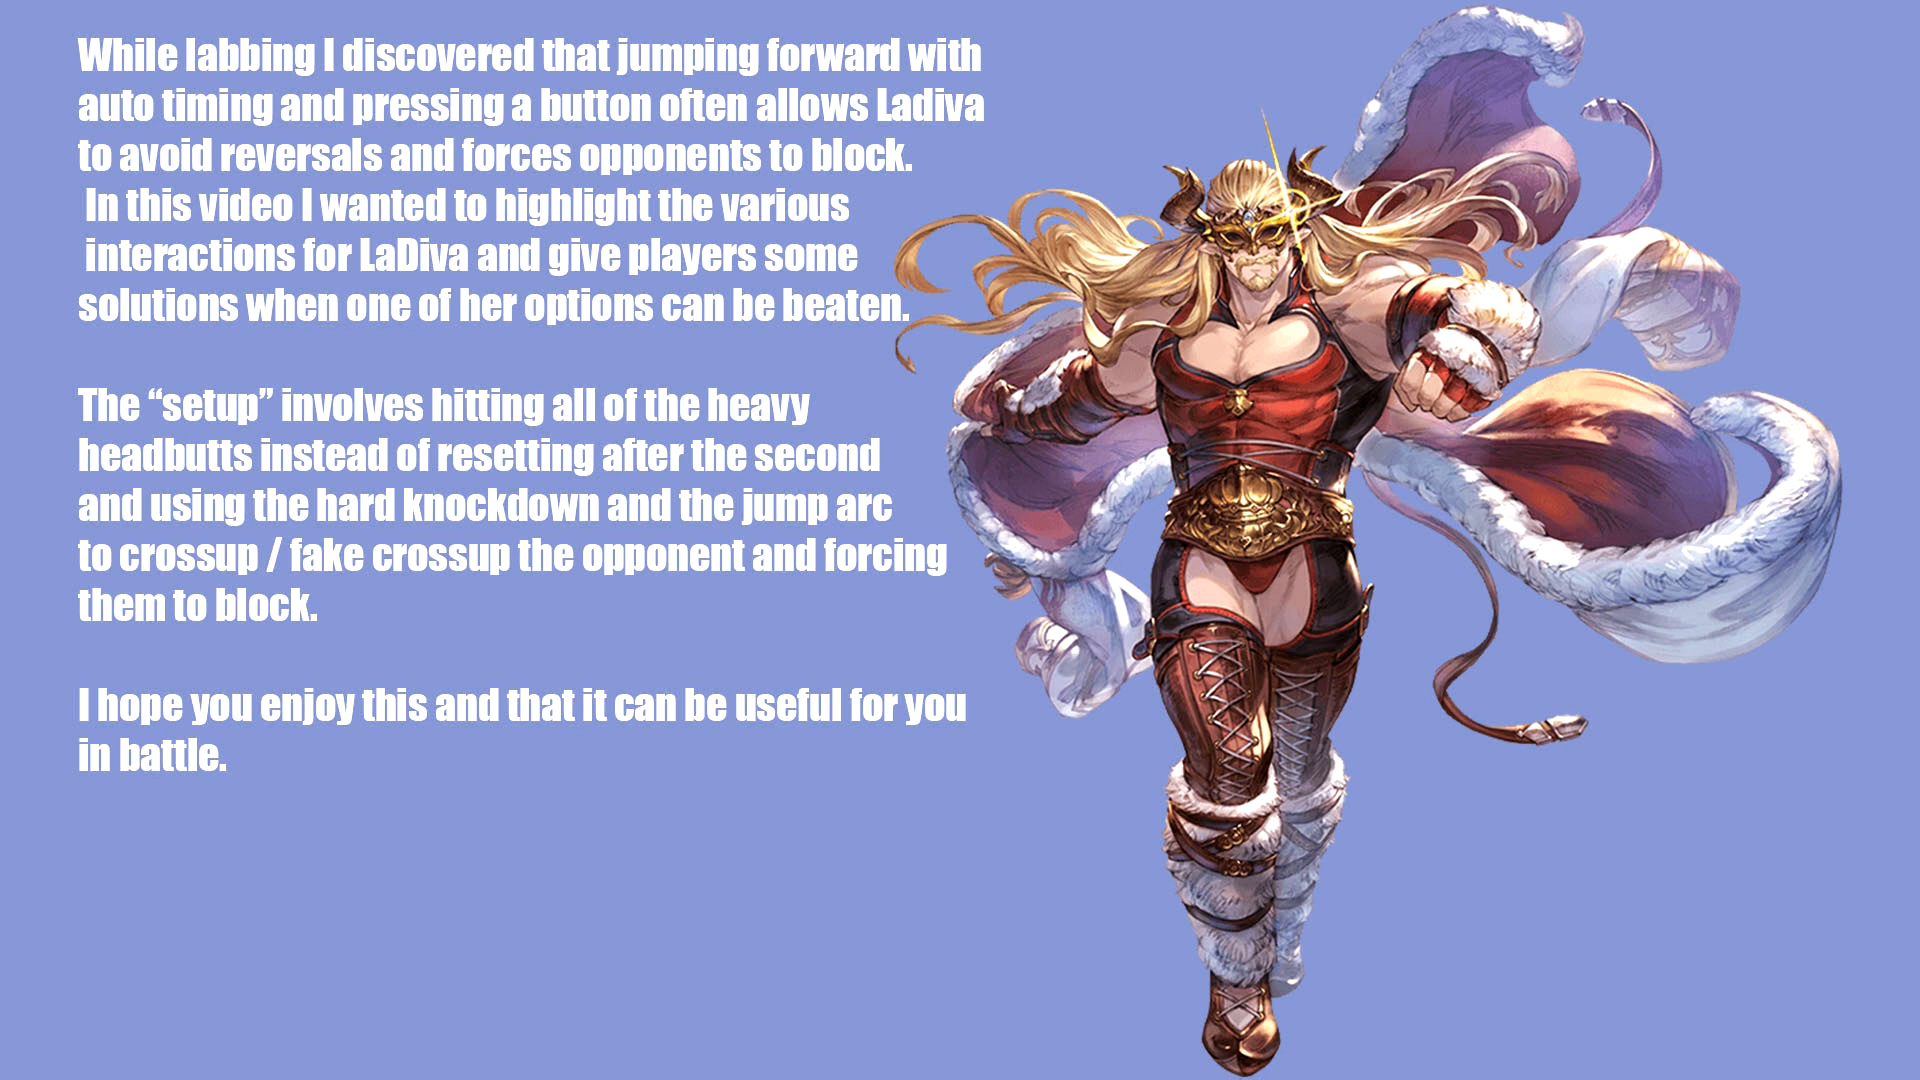 While labbing I discovered that jumping forward with
auto timing and pressing a button often allows Ladiva
to avoid reversals and forces opponents to block.
In this video I wanted to highlight the various
interactions for LaDiva and give players some
solutions when one of her options can be beaten.
The “setup” involves hitting all of the heavy
headbutts instead of resetting after the second
and using the hard knockdown and the jump arc
to crossup / fake crossup the opponent and forcing
them to block.
I hope you enjoy this and that it can be useful for you
in battle.